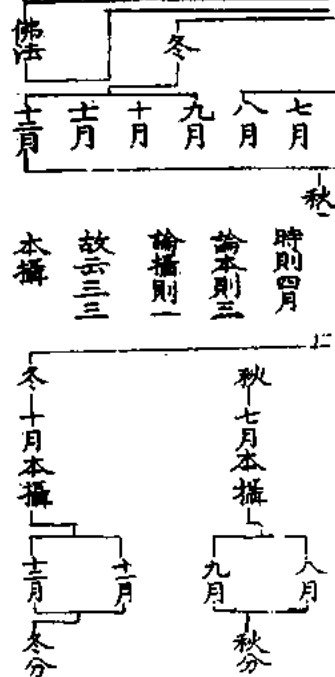 冬
佛法
七月
八月
九月
十月
十一月
十二月
秋
時則四月
論本則三
論攝則一
故云三三
本攝
秋
七月本攝
八月
九月
秋分
冬
十月本攝
十一月
十二月
冬分